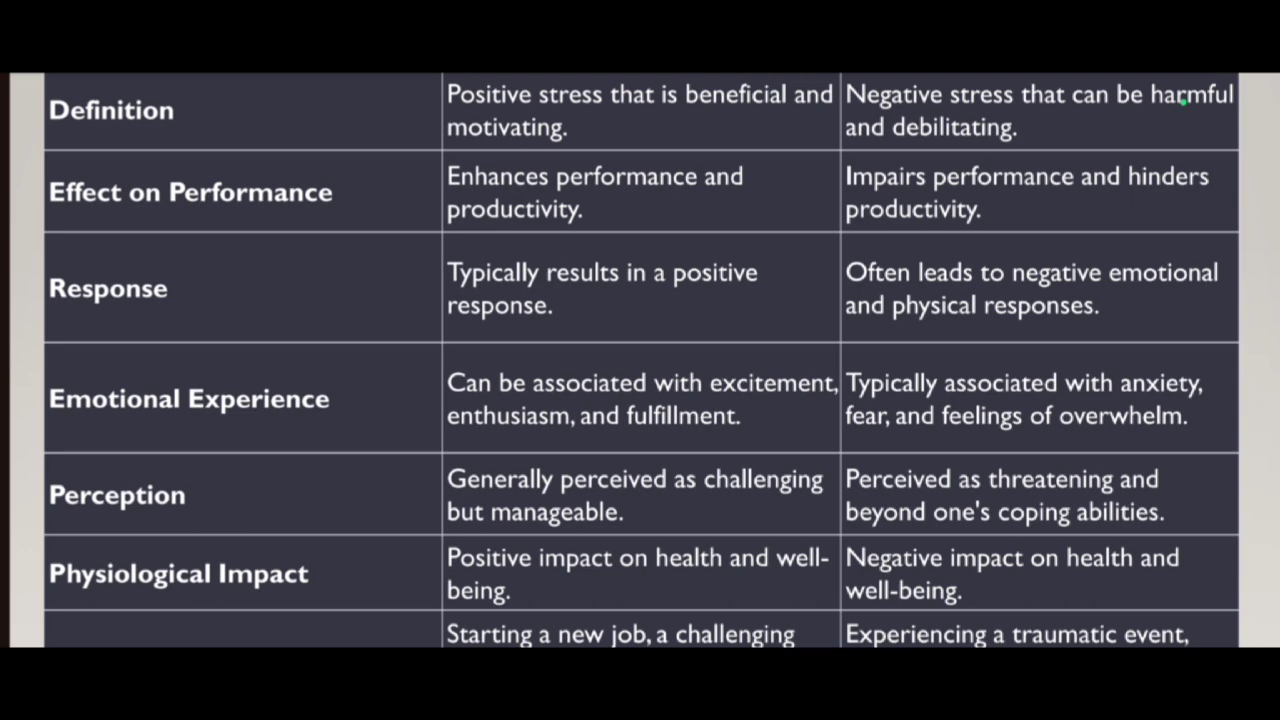 Definition
Positive stress that is beneficial and
motivating.
Negative stress that can be harmful
and debilitating.
Effect on Performance
Enhances performance and
productivity.
Impairs performance and hinders
productivity.
Response
Typically results in a positive
response.
Often leads to negative emotional
and physical responses.
Emotional Experience
Can be associated with excitement,
enthusiasm, and fulfillment.
Typically associated with anxiety,
fear, and feelings of overwhelm.
Perception
Generally perceived as challenging
but manageable.
Perceived as threatening and
beyond one's coping abilities.
Physiological Impact
Positive impact on health and well-
being.
Negative impact on health and
well-being.
Starting a new job, a challenging
Experiencing a traumatic event,